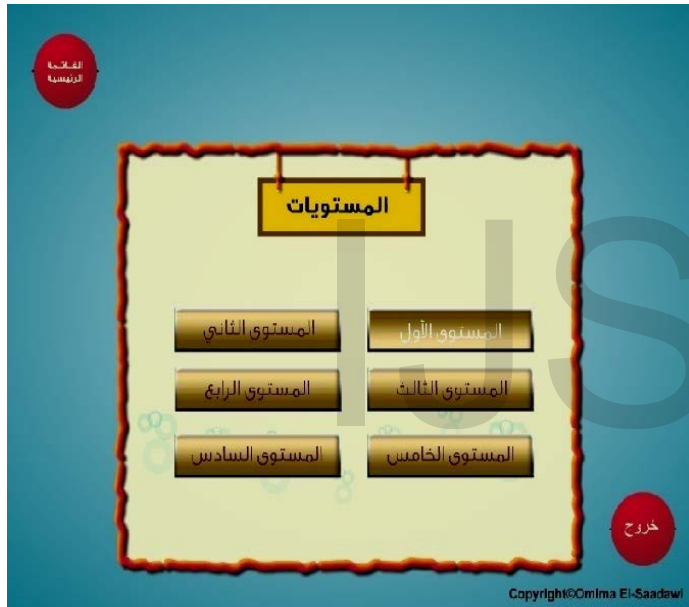 القائمة
الرئيسية
المستويات
المستوى الأول
المستوى الثاني
المستوى الثالث
المستوى الرابع
المستوى الخامس
المستوى السادس
خروج
IJS
Copyright©Omima El-Saadawi